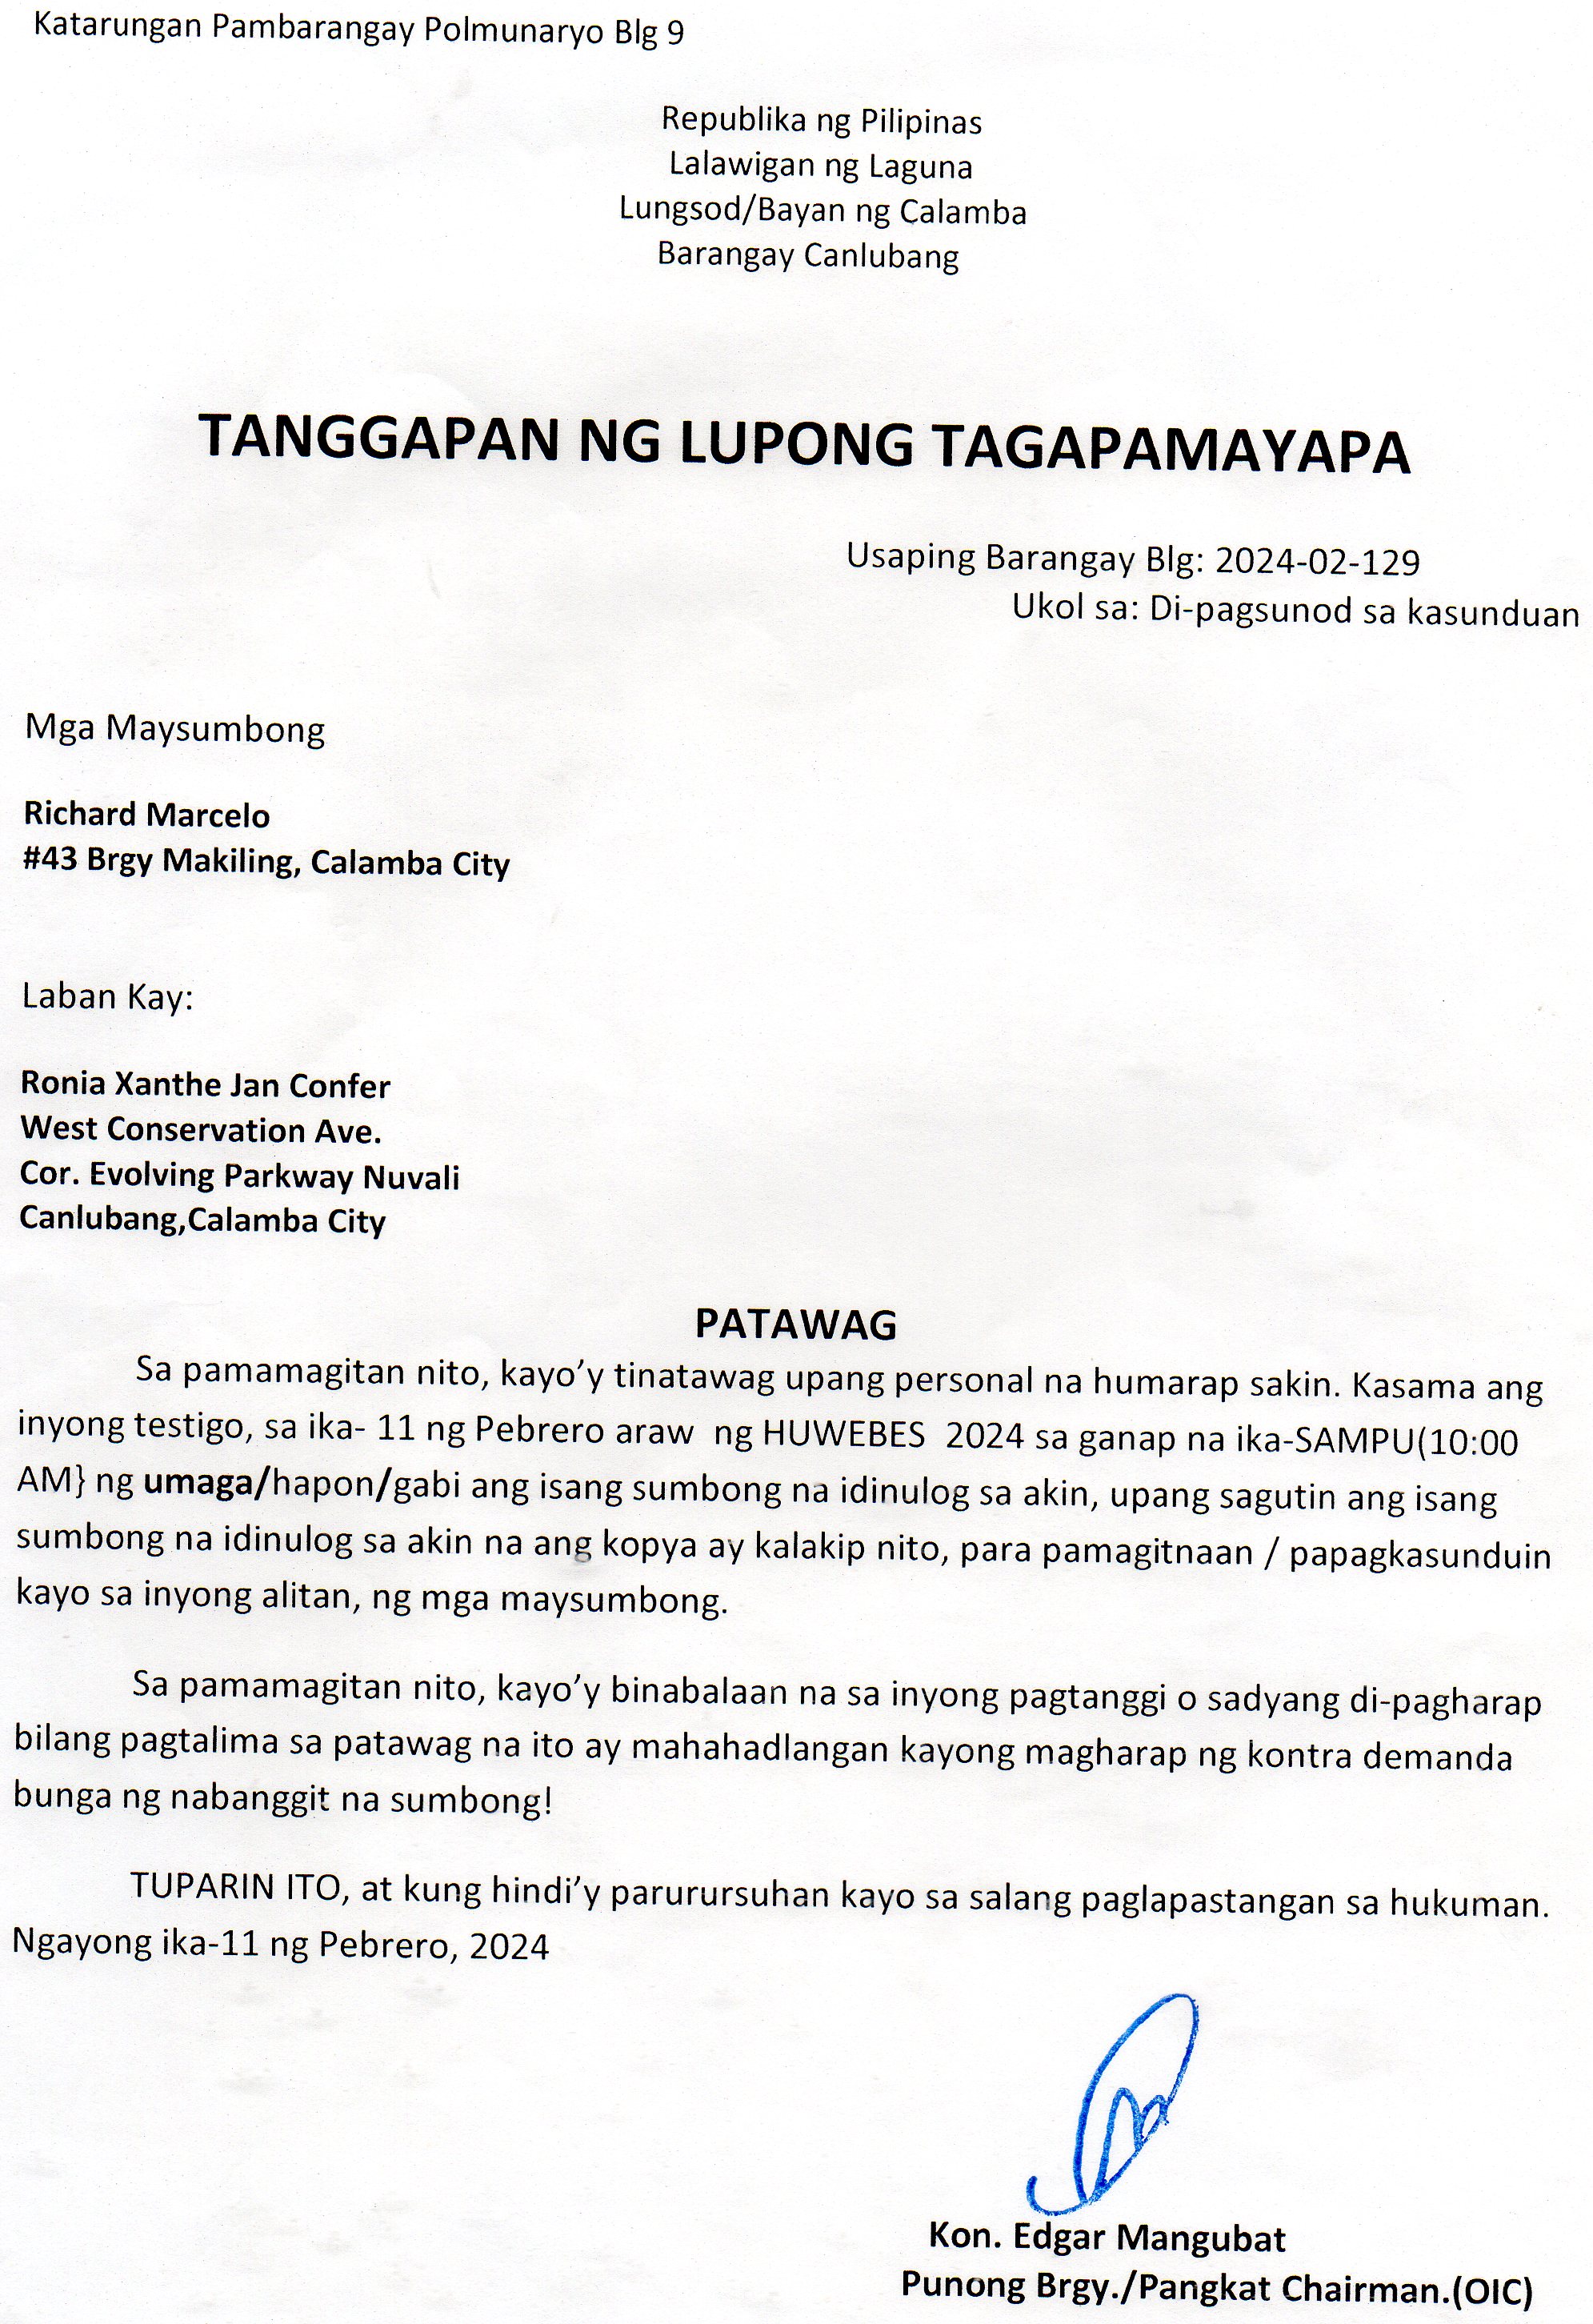 Katarungan Pambarangay Polmunaryo Blg 9
Republika ng Pilipinas
Lalawigan ng Laguna
Lungsod/Bayan ng Calamba
Barangay Canlubang
TANGGAPAN NG LUPONG TAGAPAMAYAPA
Usaping Barangay Blg: 2024-02-129
Ukol sa: Di-pagsunod sa kasunduan
Mga Maysumbong
Richard Marcelo
#43 Brgy Makiling, Calamba City
Laban Kay:
Ronia Xanthe Jan Confer
West Conservation Ave.
Cor. Evolving Parkway Nuvali
Canlubang,Calamba City
PATAWAG
Sa pamamagitan nito, kayo’y tinatawag upang personal na humarap sakin. Kasama ang
inyong testigo, sa ika- 11 ng Pebrero araw  ng HUWEBES  2024 sa ganap na ika-SAMPU(10:00
AM} ng umaga/hapon/gabi ang isang sumbong na idinulog sa akin, upang sagutin ang isang
sumbong na idinulog sa akin na ang kopya ay kalakip nito, para pamagitnaan / papagkasunduin
kayo sa inyong alitan, ng mga maysumbong.
Sa pamamagitan nito, kayo’y binabalaan na sa inyong pagtanggi o sadyang di-pagharap
bilang pagtalima sa patawag na ito ay mahahadlangan kayong magharap ng kontra demanda
bunga ng nabanggit na sumbong!
TUPARIN ITO, at kung hindi’y parurursuhan kayo sa salang paglapastangan sa hukuman.
Ngayong ika-11 ng Pebrero, 2024
Kon. Edgar Mangubat
Punong Brgy./Pangkat Chairman.(OIC)